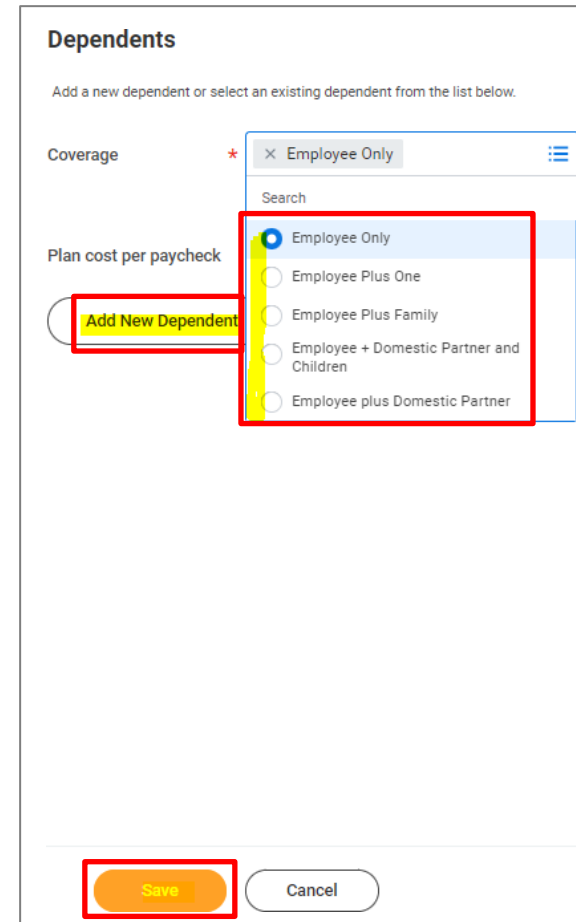 Dependents
Add a new dependent or select an existing dependent from the list below.
Coverage * × Employee Only
Search
Employee Only
Plan cost per paycheck
Employee Plus One
Add New Dependent
Employee Plus Family
Employee + Domestic Partner and
Children
Employee plus Domestic Partner
Save Cancel